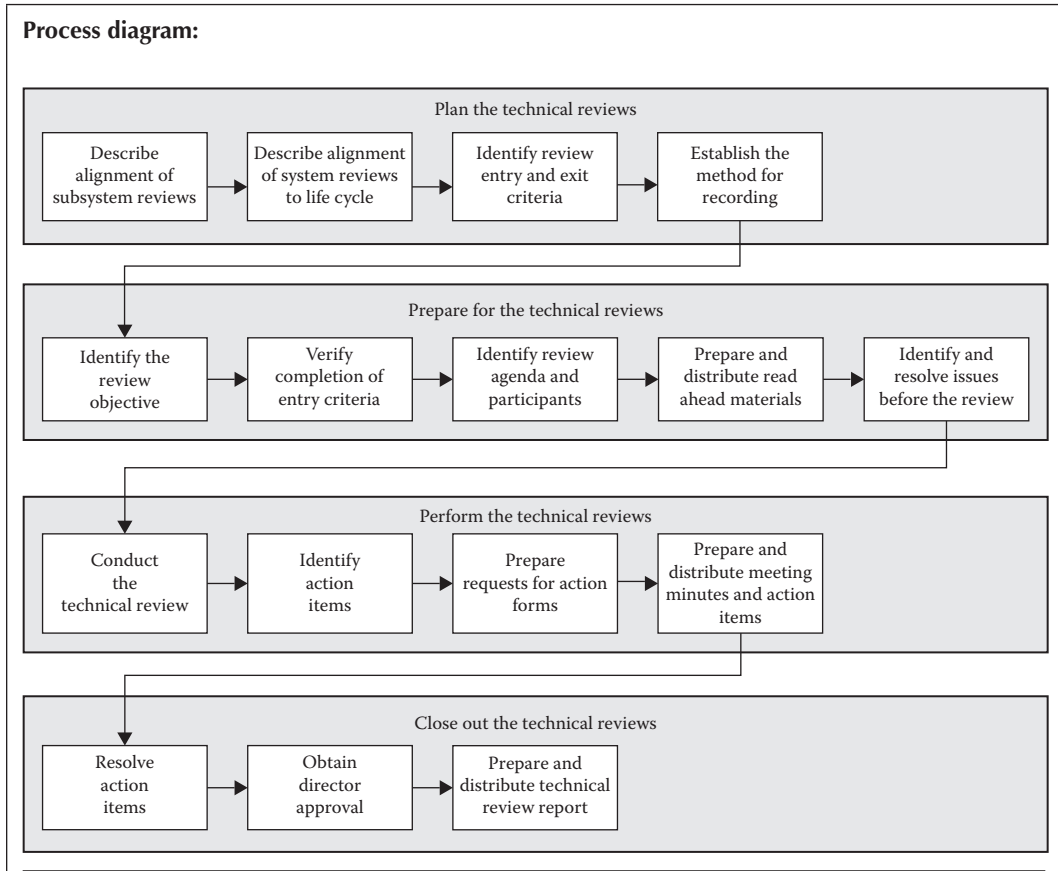 Process diagram:
Plan the technical reviews
Describe
alignment of
subsystem reviews
Describe alignment
of system reviews
to life cycle
Identify review
entry and exit
criteria
Establish the
method for
recording
Prepare for the technical reviews
Identify the
review
objective
Verify
completion of
entry criteria
Identify review
agenda and
participants
Prepare and
distribute read
ahead materials
Identify and
resolve issues
before the review
Perform the technical reviews
Conduct
the
technical review
Identify
action
items
Prepare
requests for action
forms
Prepare and
distribute meeting
minutes and action
items
Close out the technical reviews
Resolve
action
items
Obtain
director
approval
Prepare and
distribute technical
review report